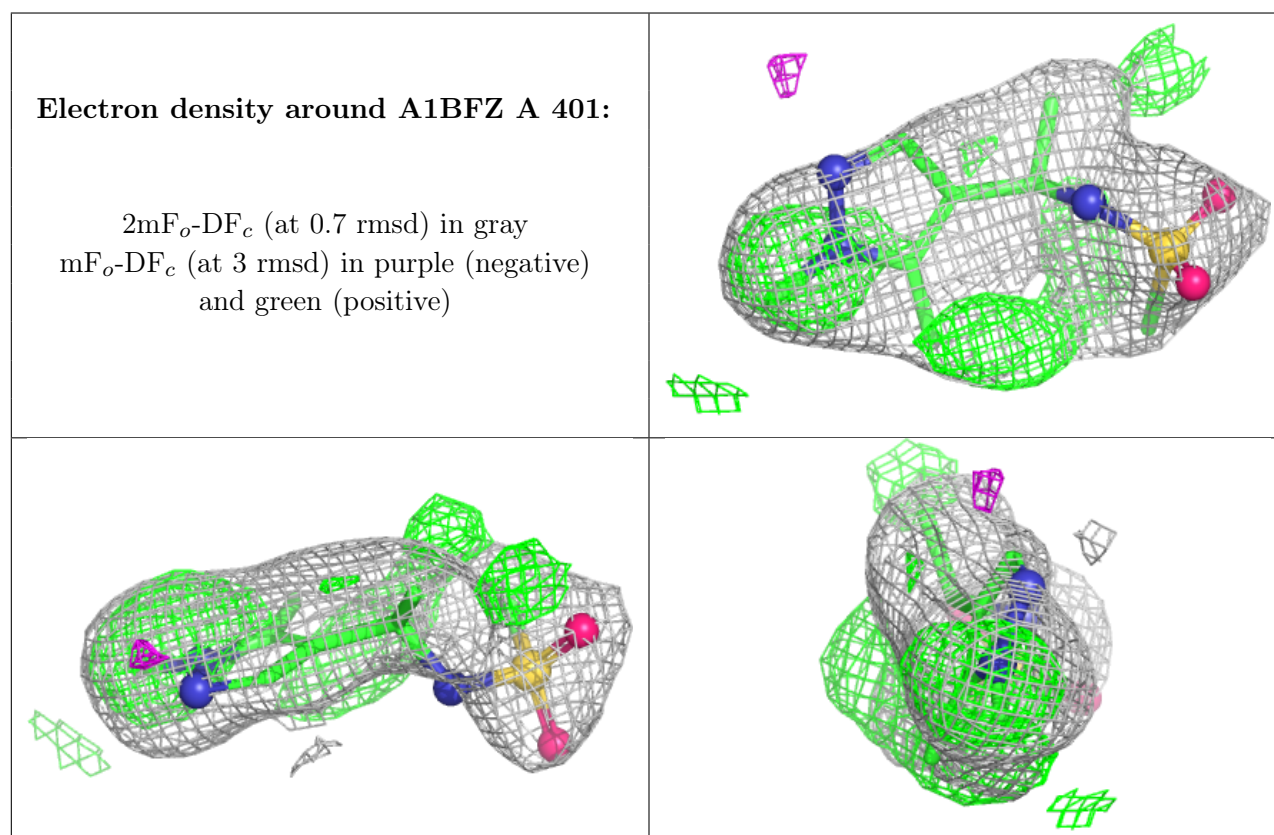 Electron density around A1BFZ A 401:
2mFo-DFc (at 0.7 rmsd) in gray
mFo-DFc (at 3 rmsd) in purple (negative)
and green (positive)